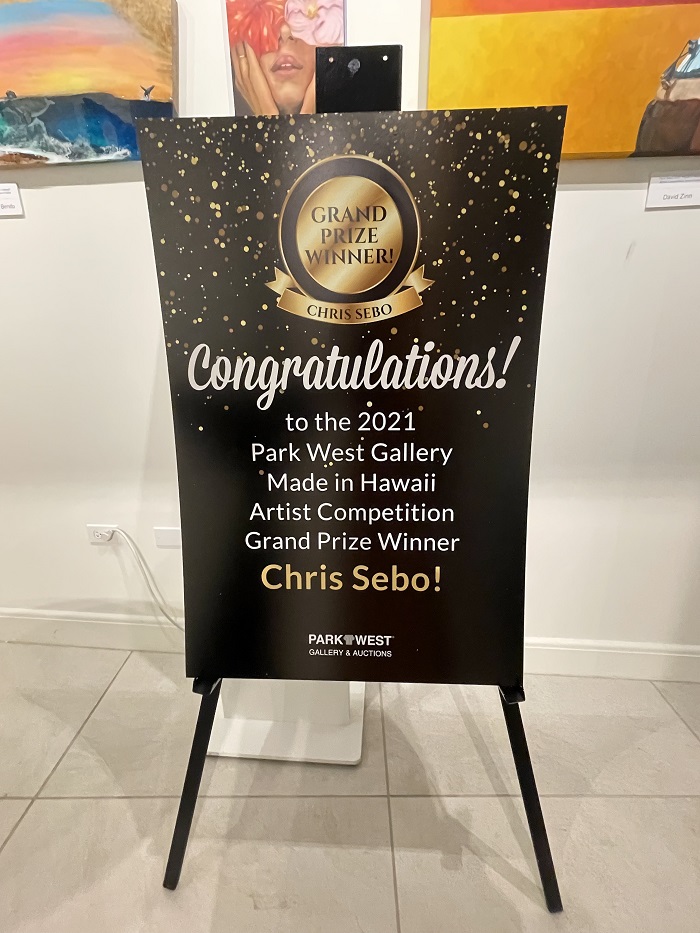 GRAND
PRIZE
WINNER!
CHRIS SEBO
Congratulations!
to the 2021
Park West Gallery
Made in Hawaii
Artist Competition
Grand Prize Winner
Chris Sebo!
PARK WEST
GALLERY & AUCTIONS
David Zinn